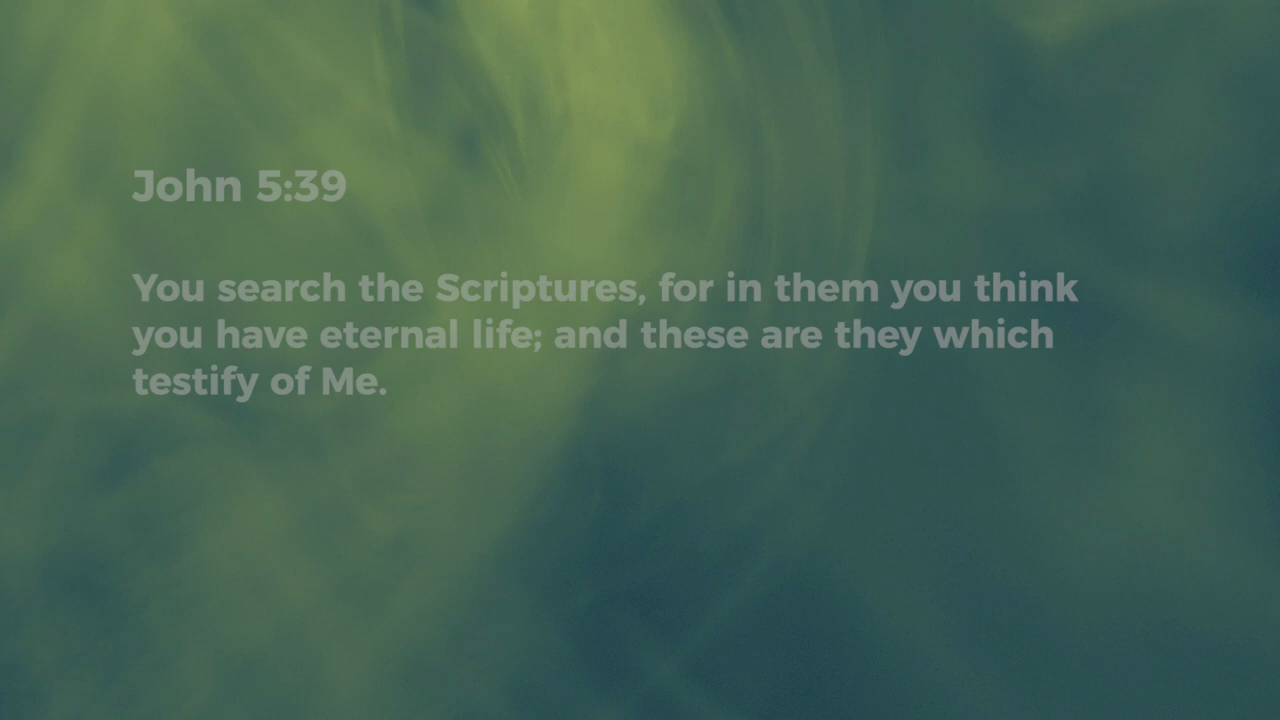 John 5:39
You search the Scriptures, for in them you think
you have eternal life; and these are they which
testify of Me.